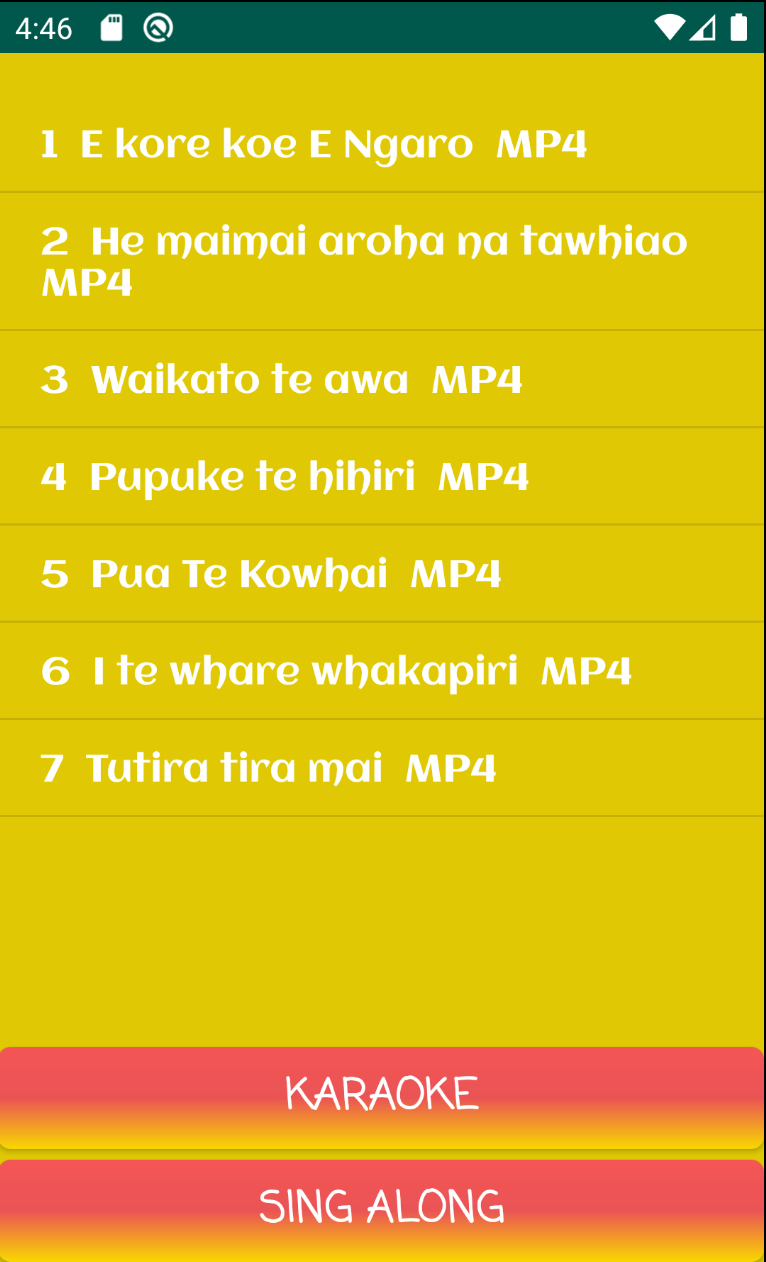 4:46
1 E kore koe E Ngaro MP4
2 He maimai aroha na tawhiao
MP4
3 Waikato te awa MP4
4 Pupuke te hihiri MP4
5 Pua Te Kowhai MP4
6 I te whare whakapiri MP4
7 Tutira tira mai MP4
KARAOKE
SING ALONG